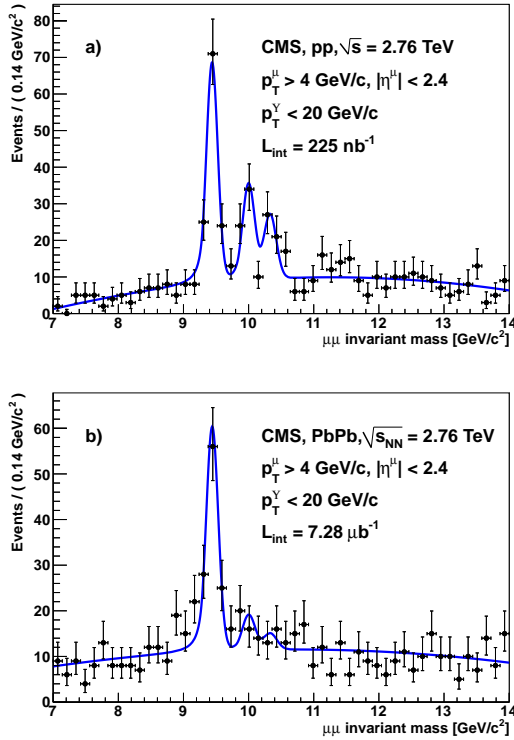 Events / ( 0.14 GeV/c²)
80
70
60
50
40
30
20
10
0
a)
CMS, pp, √s = 2.76 TeV
p_T^μ > 4 GeV/c, |η^μ| < 2.4
p_T^Υ < 20 GeV/c
L_int = 225 nb⁻¹
7 8 9 10 11 12 13 14
μμ invariant mass [GeV/c²]
Events / ( 0.14 GeV/c²)
60
50
40
30
20
10
0
b)
CMS, PbPb, √s_NN = 2.76 TeV
p_T^μ > 4 GeV/c, |η^μ| < 2.4
p_T^Υ < 20 GeV/c
L_int = 7.28 μb⁻¹
7 8 9 10 11 12 13 14
μμ invariant mass [GeV/c²]